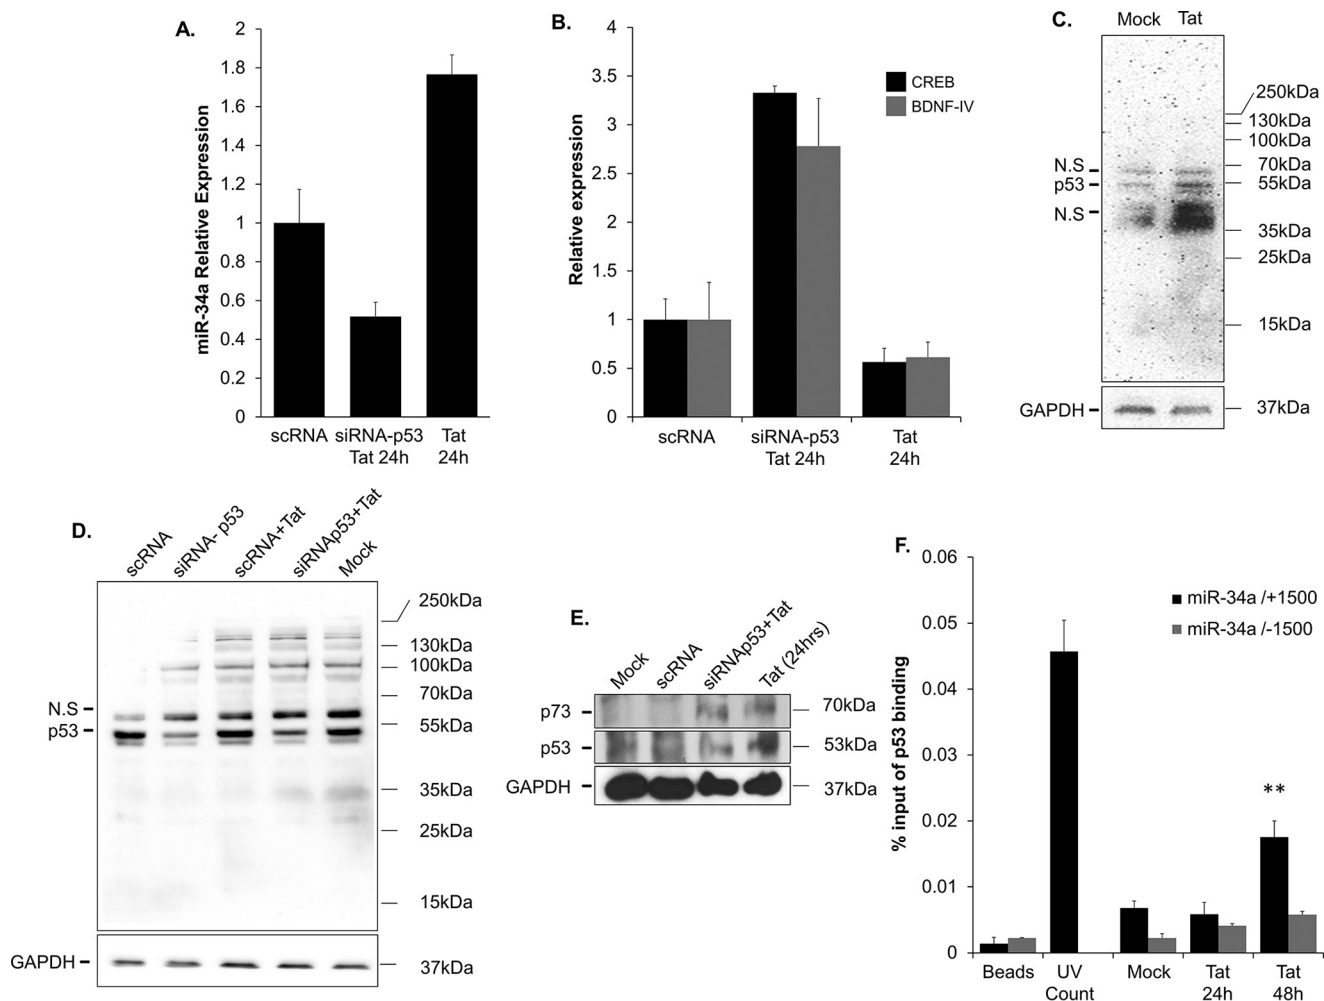 A.
miR-34a Relative Expression
2
1.8
1.6
1.4
1.2
1
0.8
0.6
0.4
0.2
0
scRNA siRNA-p53 Tat
Tat 24h 24h
B.
Relative expression
4
3.5
3
2.5
2
1.5
1
0.5
0
CREB
BDNF-IV
scRNA siRNA-p53 Tat
Tat 24h 24h
C.
Mock Tat
N.S
p53
N.S
250kDa
130kDa
100kDa
70kDa
55kDa
35kDa
25kDa
15kDa
GAPDH 37kDa
D.
scRNA
siRNA- p53
scRNA+Tat
siRNAp53+Tat
Mock
N.S
p53
250kDa
130kDa
100kDa
70kDa
55kDa
35kDa
25kDa
15kDa
GAPDH 37kDa
E.
Mock
scRNA
siRNAp53+Tat
Tat (24hrs)
p73 70kDa
p53 53kDa
GAPDH 37kDa
F.
% input of p53 binding
0.06
0.05
0.04
0.03
0.02
0.01
0
miR-34a /+1500
miR-34a /-1500
**
Beads UV Mock Tat Tat
Count 24h 48h